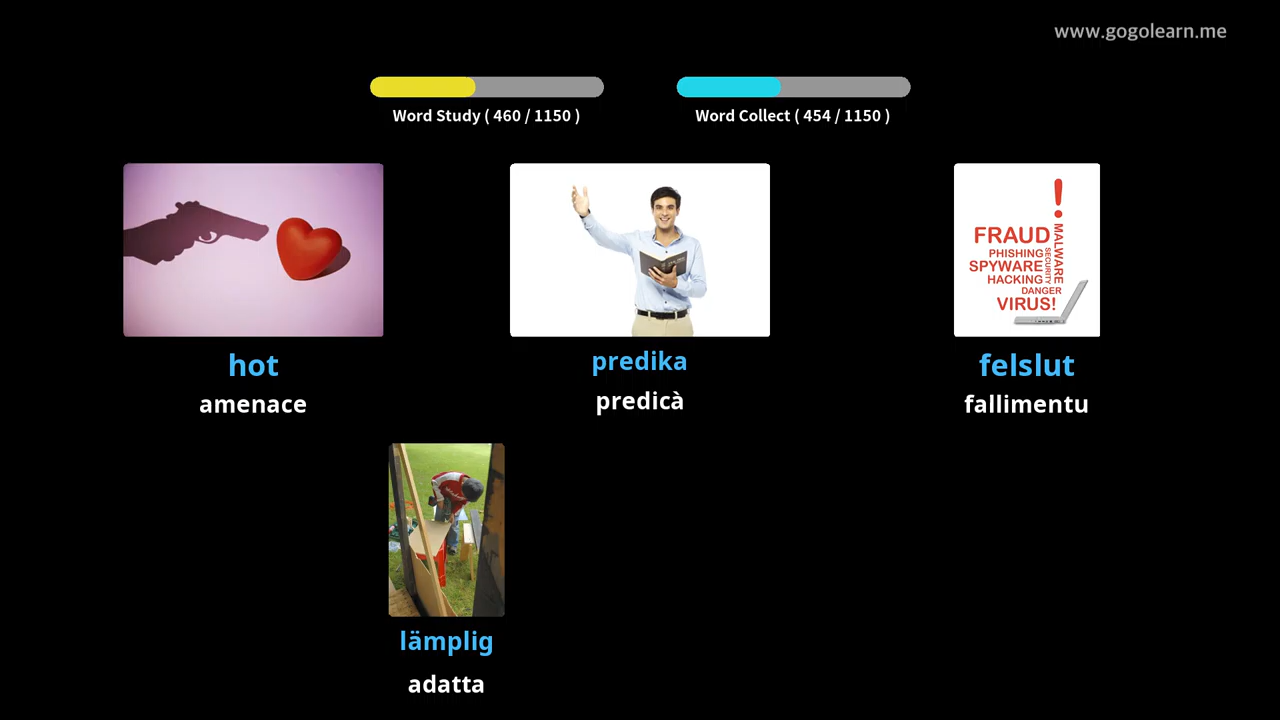 www.gogolearn.me
Word Study ( 460 / 1150 )
Word Collect ( 454 / 1150 )
!
FRAUD
MALWARE
PHISHING
SECURITY
SPYWARE
HACKING
DANGER
VIRUS!
hot
amenace
predika
predicà
felslut
fallimentu
lämplig
adatta